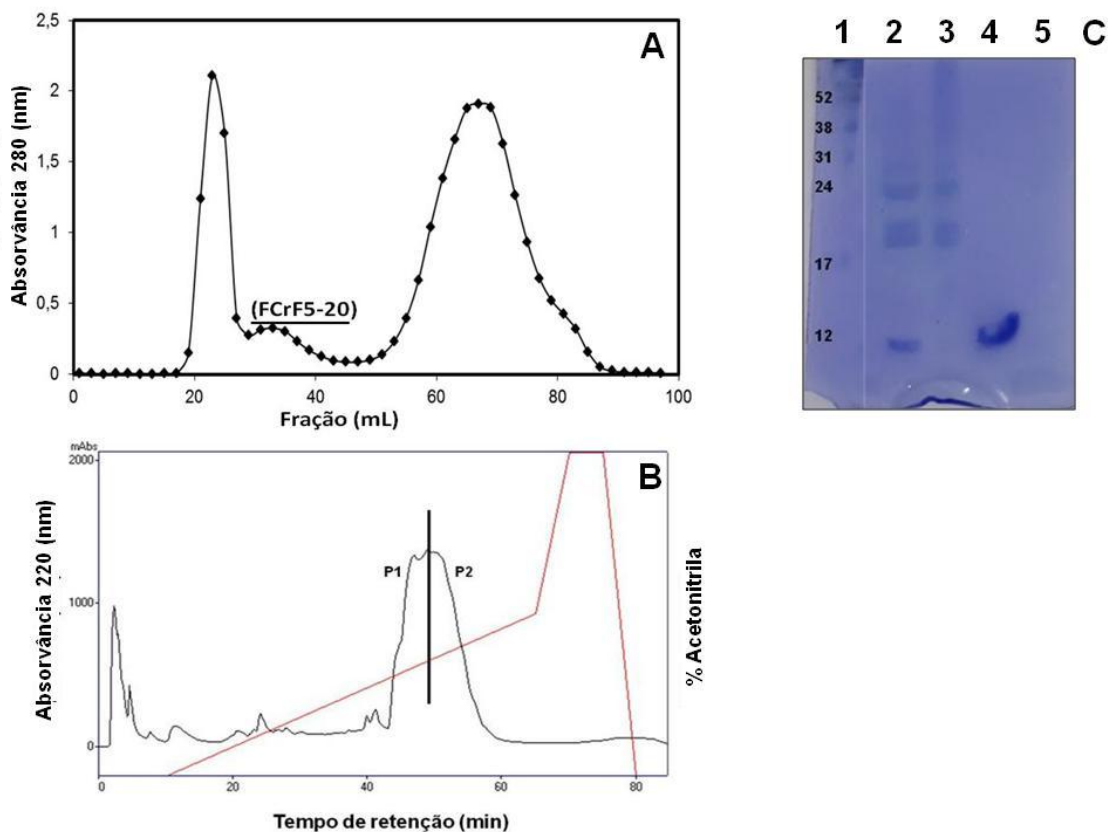 A
2,5
2
1,5
1
0,5
0
Absorvância 280 (nm)
(FCrF5-20)
0 20 40 60 80 100
Fração (mL)
B
mAbs
2000
1000
0
Absorvância 220 (nm)
P1 P2
% Acetonitrila
0 20 40 60 80
Tempo de retenção (min)
1 2 3 4 5 C
52
38
31
24
17
12